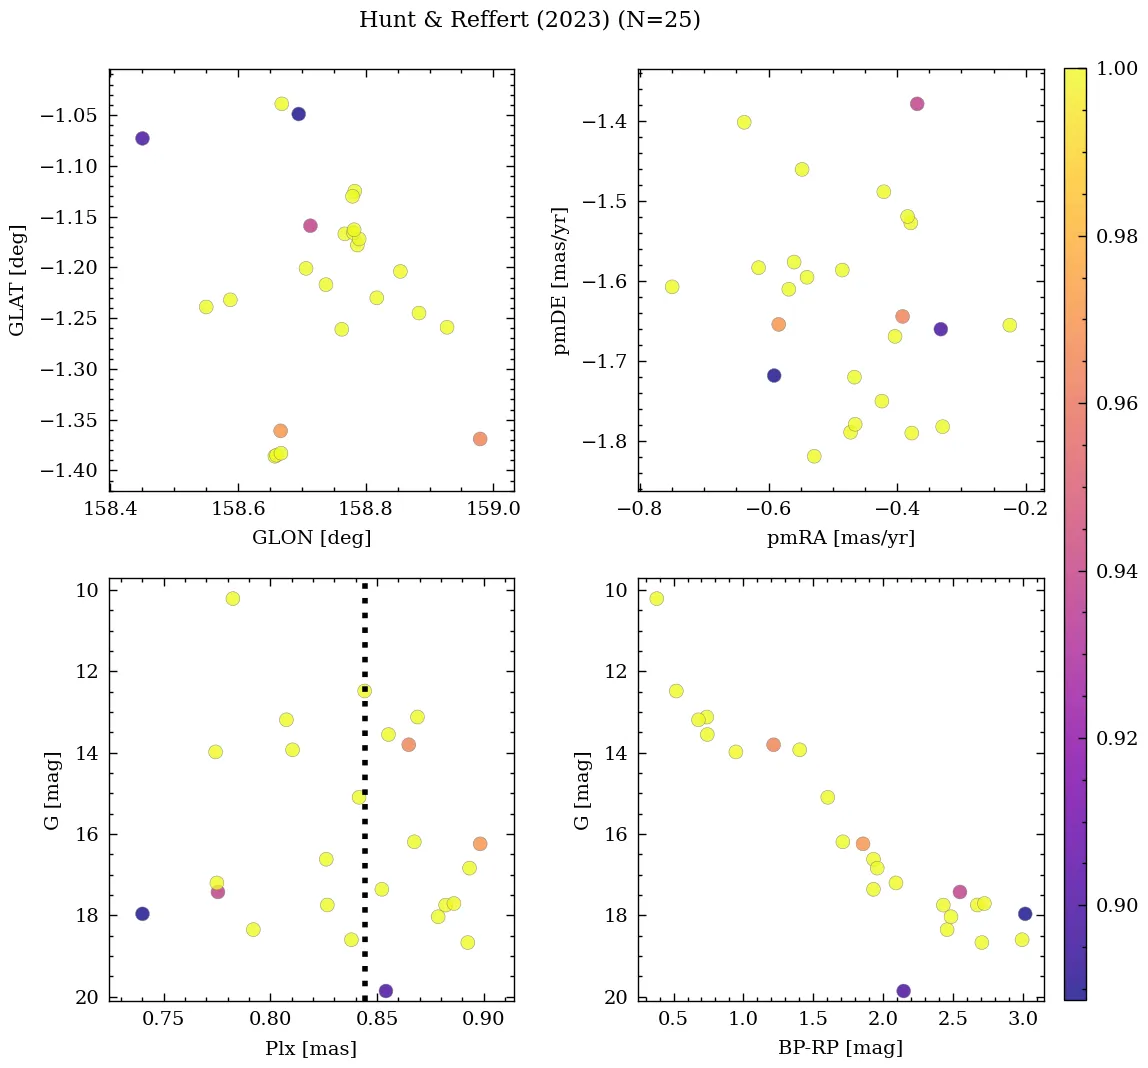 Hunt & Reffert (2023) (N=25)
−1.05
−1.10
−1.15
−1.20
−1.25
−1.30
−1.35
−1.40
GLAT [deg]
158.4 158.6 158.8 159.0
GLON [deg]
−1.4
−1.5
−1.6
−1.7
−1.8
pmDE [mas/yr]
−0.8 −0.6 −0.4 −0.2
pmRA [mas/yr]
10
12
14
16
18
20
G [mag]
0.75 0.80 0.85 0.90
Plx [mas]
10
12
14
16
18
20
G [mag]
0.5 1.0 1.5 2.0 2.5 3.0
BP-RP [mag]
1.00
0.98
0.96
0.94
0.92
0.90